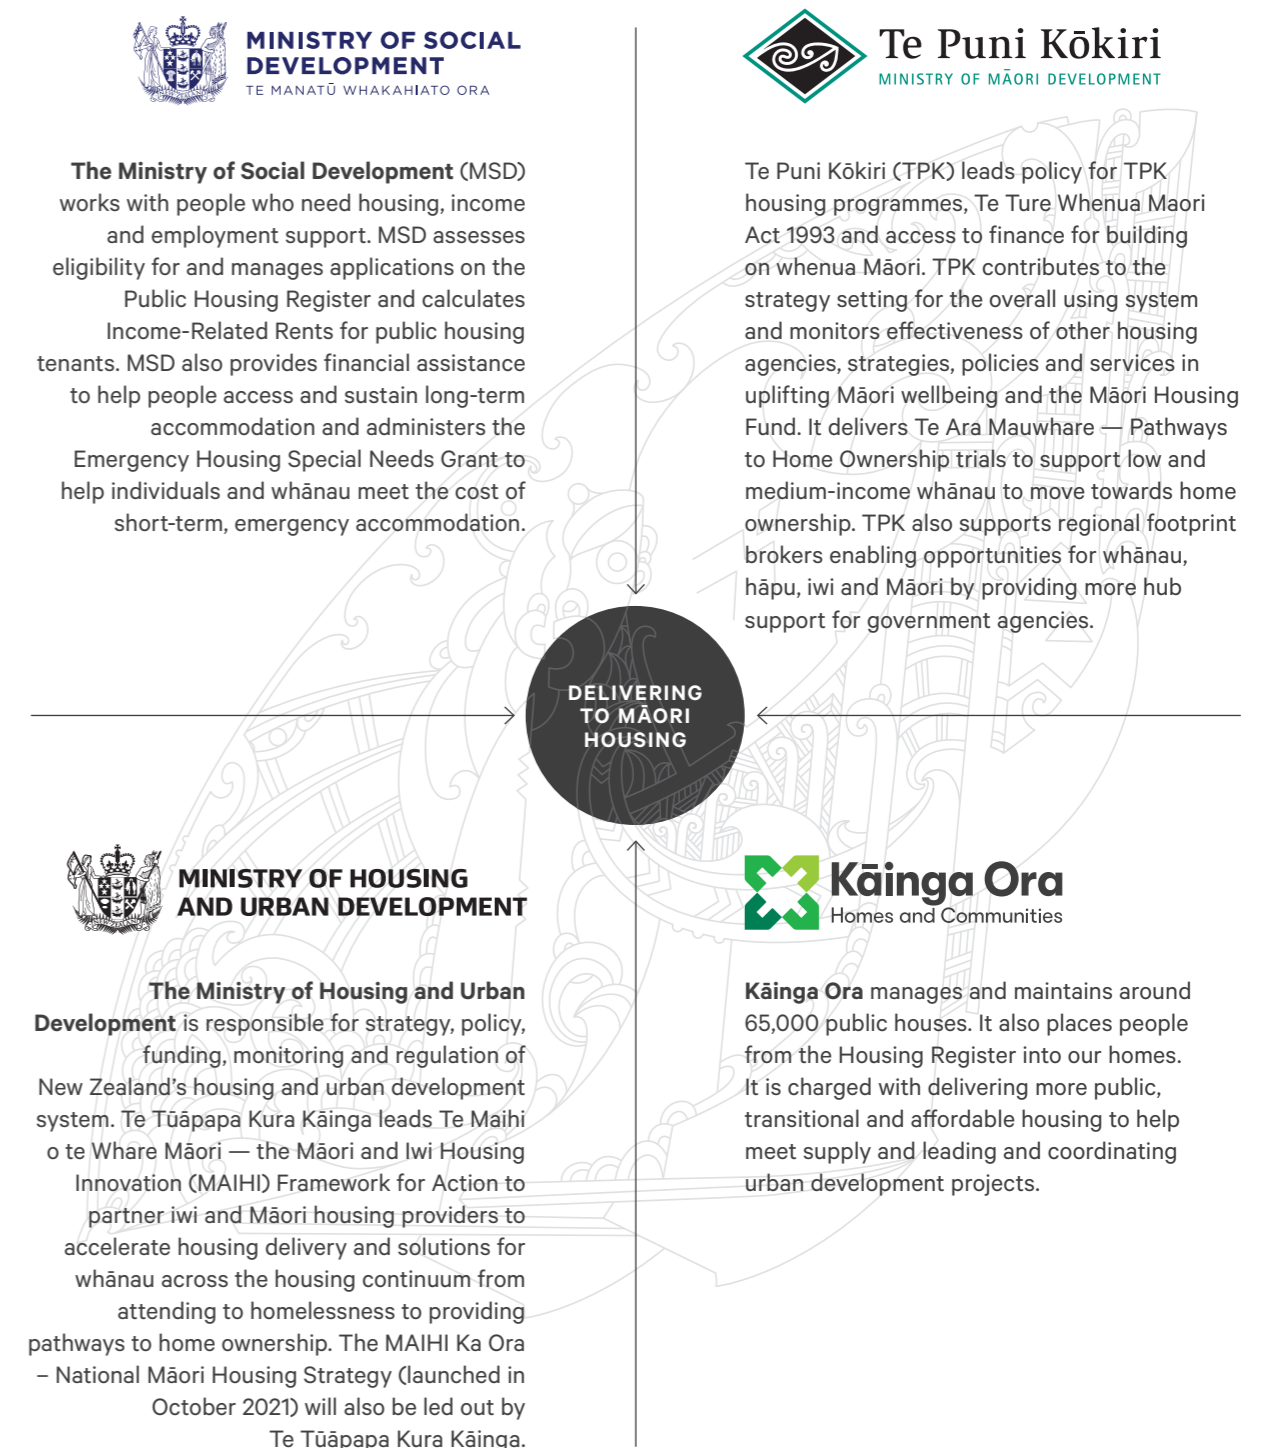 MINISTRY OF SOCIAL
DEVELOPMENT
TE MANATŪ WHAKAHIATO ORA
The Ministry of Social Development (MSD)
works with people who need housing, income
and employment support. MSD assesses
eligibility for and manages applications on the
Public Housing Register and calculates
Income-Related Rents for public housing
tenants. MSD also provides financial assistance
to help people access and sustain long-term
accommodation and administers the
Emergency Housing Special Needs Grant to
help individuals and whānau meet the cost of
short-term, emergency accommodation.
Te Puni Kōkiri
MINISTRY OF MĀORI DEVELOPMENT
Te Puni Kōkiri (TPK) leads policy for TPK
housing programmes, Te Ture Whenua Maori
Act 1993 and access to finance for building
on whenua Māori. TPK contributes to the
strategy setting for the overall using system
and monitors effectiveness of other housing
agencies, strategies, policies and services in
uplifting Māori wellbeing and the Māori Housing
Fund. It delivers Te Ara Mauwhare — Pathways
to Home Ownership trials to support low and
medium-income whānau to move towards home
ownership. TPK also supports regional footprint
brokers enabling opportunities for whānau,
hāpu, iwi and Māori by providing more hub
support for government agencies.
DELIVERING
TO MĀORI
HOUSING
MINISTRY OF HOUSING
AND URBAN DEVELOPMENT
The Ministry of Housing and Urban
Development is responsible for strategy, policy,
funding, monitoring and regulation of
New Zealand's housing and urban development
system. Te Tūāpapa Kura Kāinga leads Te Maihi
o te Whare Māori — the Māori and Iwi Housing
Innovation (MAIHI) Framework for Action to
partner iwi and Māori housing providers to
accelerate housing delivery and solutions for
whānau across the housing continuum from
attending to homelessness to providing
pathways to home ownership. The MAIHI Ka Ora
– National Māori Housing Strategy (launched in
October 2021) will also be led out by
Te Tūāpapa Kura Kāinga.
Kāinga Ora
Homes and Communities
Kāinga Ora manages and maintains around
65,000 public houses. It also places people
from the Housing Register into our homes.
It is charged with delivering more public,
transitional and affordable housing to help
meet supply and leading and coordinating
urban development projects.